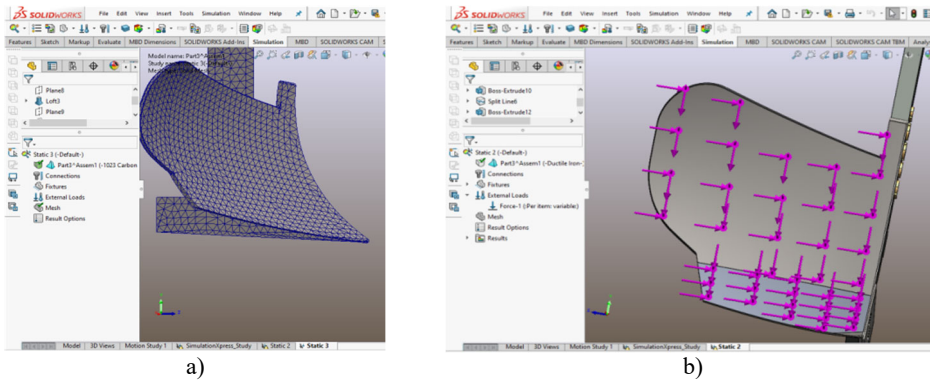 SOLIDWORKS File Edit View Insert Tools Simulation Window Help
Features Sketch Markup Evaluate MBD Dimensions SOLIDWORKS Add-Ins Simulation MBD SOLIDWORKS CAM
Model name: Part3^A
Plane8
Loft3
Plane9
Static 3 (-Default-)
Part3^Assem1 (-1023 Carbon
Connections
Fixtures
External Loads
Mesh
Result Options
Model 3D Views Motion Study 1 SimulationXpress_Study Static 2 Static 3
a)
SOLIDWORKS File Edit View Insert Tools Simulation Window Help
Features Sketch Markup Evaluate MBD Dimensions SOLIDWORKS Add-Ins Simulation MBD SOLIDWORKS CAM SOLIDWORKS CAM TBM Analy
Boss-Extrude10
Split Line6
Boss-Extrude12
Static 2 (-Default-)
Part3^Assem1 (-Ductile Iron-
Connections
Fixtures
External Loads
Force-1 (:Per item: variable:)
Mesh
Result Options
Results
Model 3D Views Motion Study 1 SimulationXpress_Study Static 2
b)